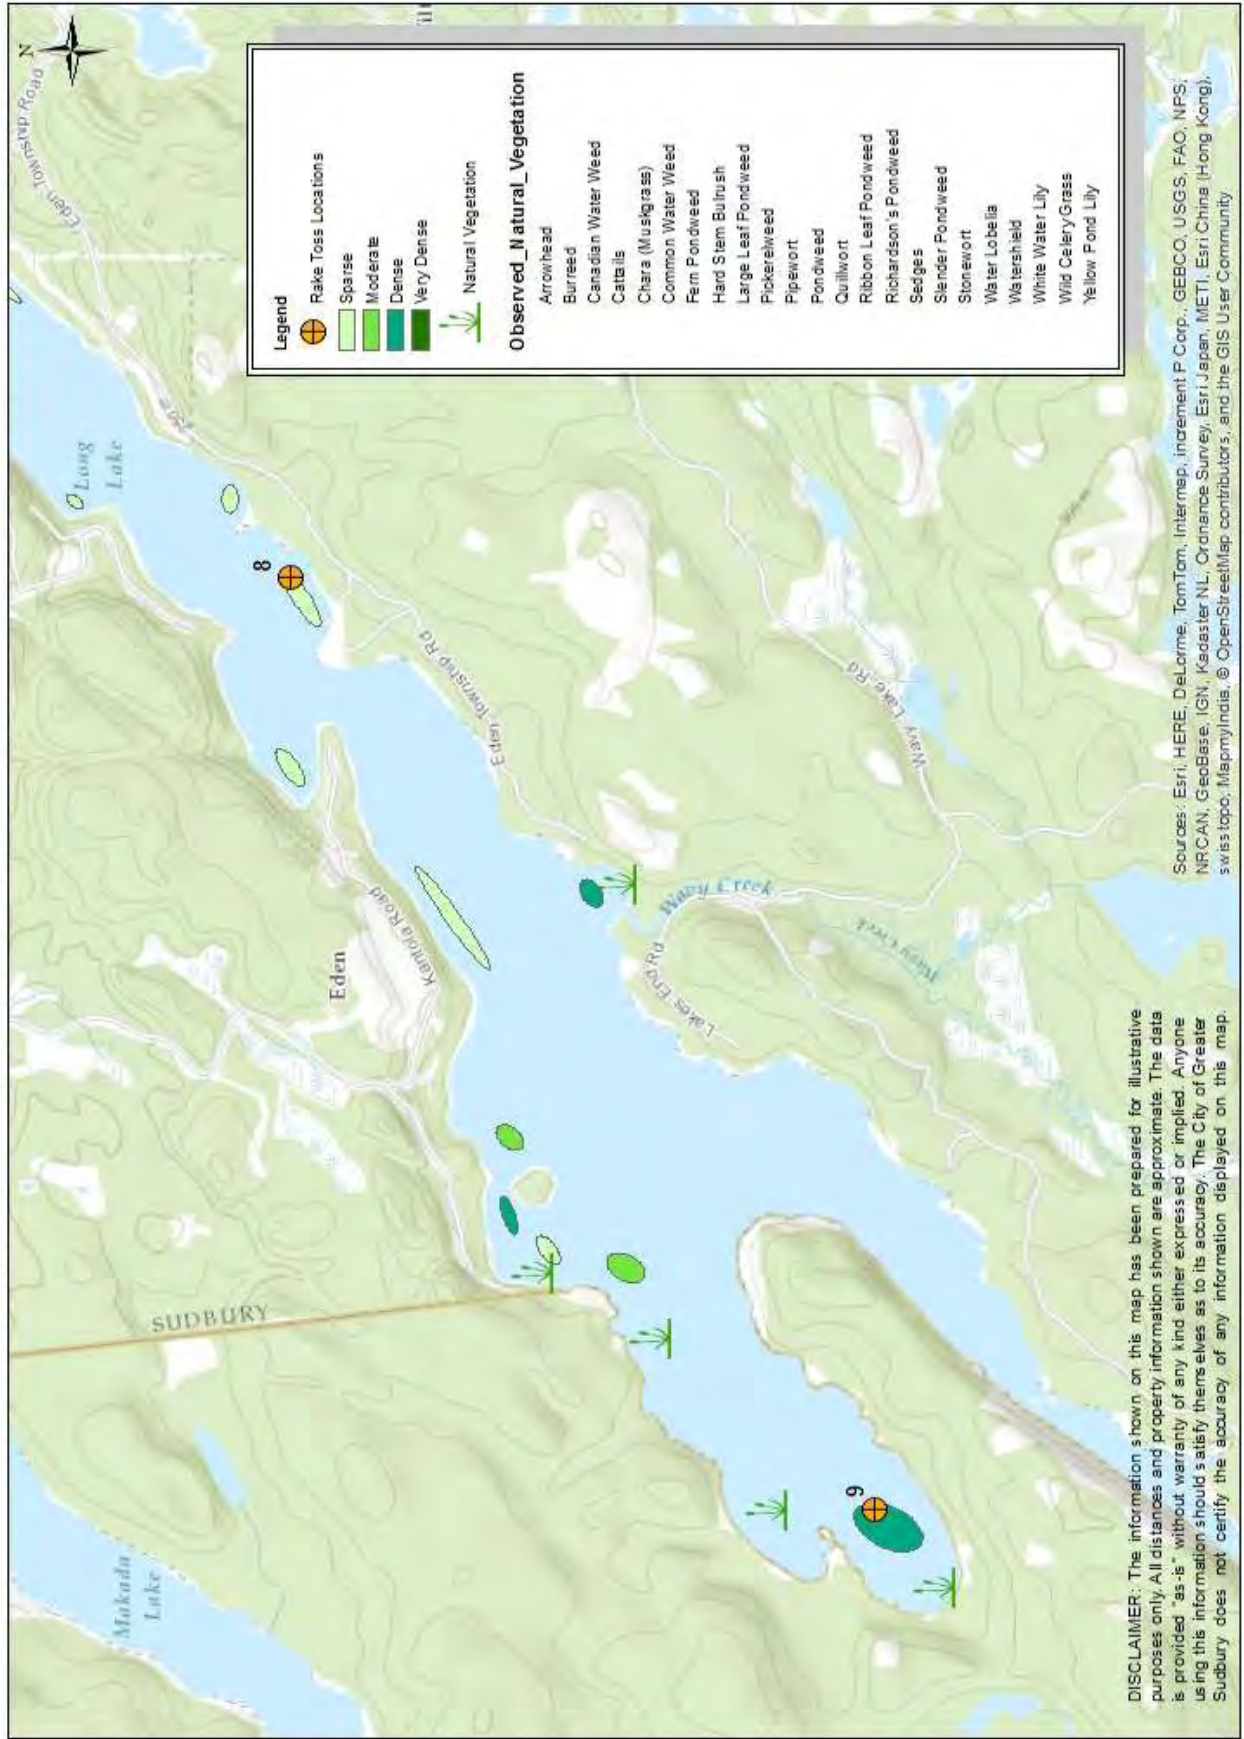 N
Eden Township Road
Long
Lake
8
Eden Township Rd
Eden
Kantola Road
SUDBURY
Makada
Lake
Wavy Creek
Lakes End Rd
Wavy Lake Rd
9
Legend
Rake Toss Locations
Sparse
Moderate
Dense
Very Dense
Natural Vegetation
Observed_Natural_Vegetation
Arrowhead
Burreed
Canadian Water Weed
Cattails
Chara (Muskgrass)
Common Water Weed
Fern Pondweed
Hard Stem Bulrush
Large Leaf Pondweed
Pickerelweed
Pipewort
Pondweed
Quillwort
Ribbon Leaf Pondweed
Richardson's Pondweed
Sedges
Slender Pondweed
Stonewort
Water Lobelia
Watershield
White Water Lily
Wild Celery Grass
Yellow Pond Lily
DISCLAIMER: The information shown on this map has been prepared for illustrative
purposes only. All distances and property information shown are approximate. The data
is provided "as-is" without warranty of any kind either expressed or implied. Anyone
using this information should satisfy themselves as to its accuracy. The City of Greater
Sudbury does not certify the accuracy of any information displayed on this map.
Sources: Esri, HERE, DeLorme, TomTom, Intermap, increment P Corp., GEBCO, USGS, FAO, NPS,
NRCAN, GeoBase, IGN, Kadaster NL, Ordnance Survey, Esri Japan, METI, Esri China (Hong Kong),
swisstopo, MapmyIndia, © OpenStreetMap contributors, and the GIS User Community